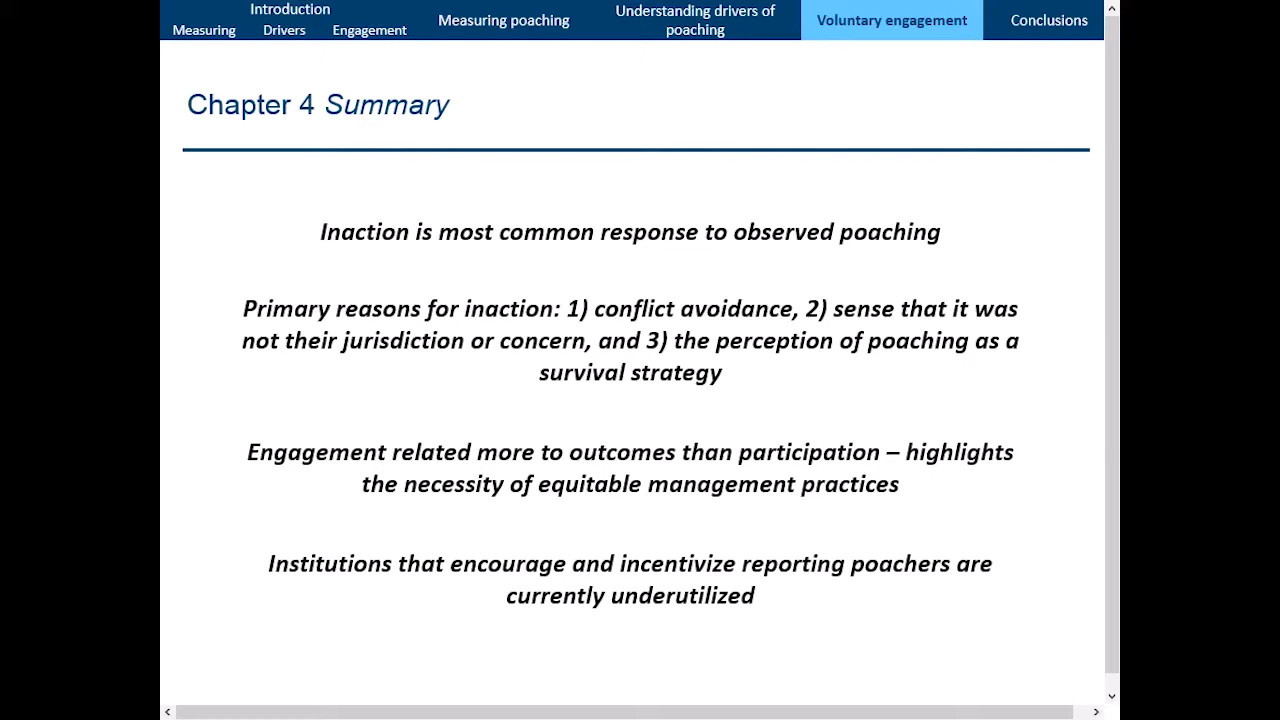 Introduction
Measuring Drivers Engagement
Measuring poaching
Understanding drivers of
poaching
Voluntary engagement
Conclusions
Chapter 4 Summary
Inaction is most common response to observed poaching
Primary reasons for inaction: 1) conflict avoidance, 2) sense that it was
not their jurisdiction or concern, and 3) the perception of poaching as a
survival strategy
Engagement related more to outcomes than participation – highlights
the necessity of equitable management practices
Institutions that encourage and incentivize reporting poachers are
currently underutilized